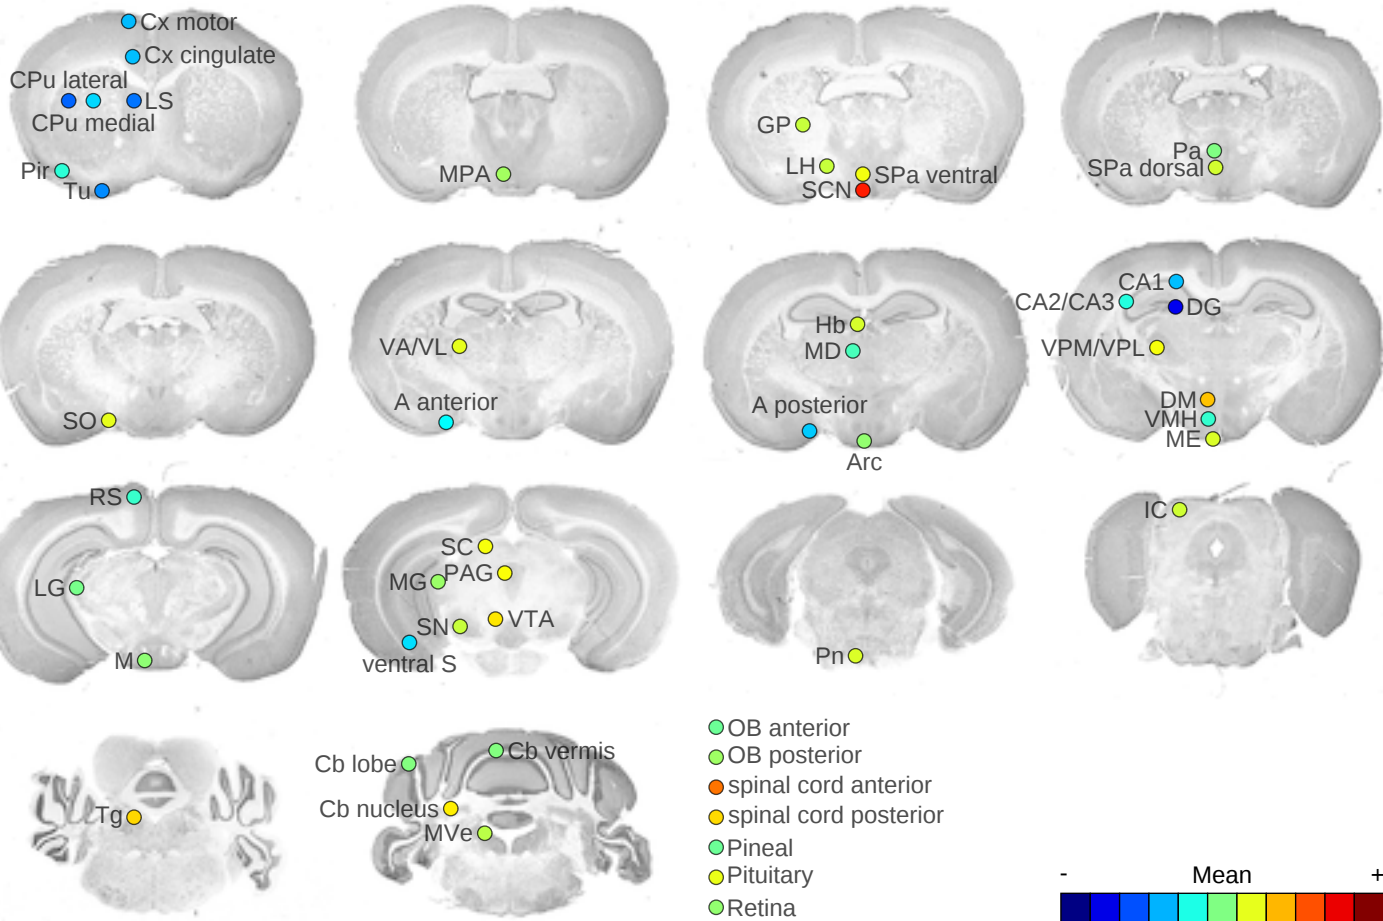 Cx motor
Cx cingulate
CPu lateral
LS
CPu medial
Pir
Tu
MPA
GP
LH
SPa ventral
SCN
Pa
SPa dorsal
SO
VA/VL
A anterior
Hb
MD
A posterior
Arc
CA1
CA2/CA3
DG
VPM/VPL
DM
VMH
ME
RS
LG
M
SC
PAG
MG
VTA
SN
ventral S
Pn
IC
Tg
Cb vermis
Cb lobe
Cb nucleus
MVe
OB anterior
OB posterior
spinal cord anterior
spinal cord posterior
Pineal
Pituitary
Retina
- Mean +